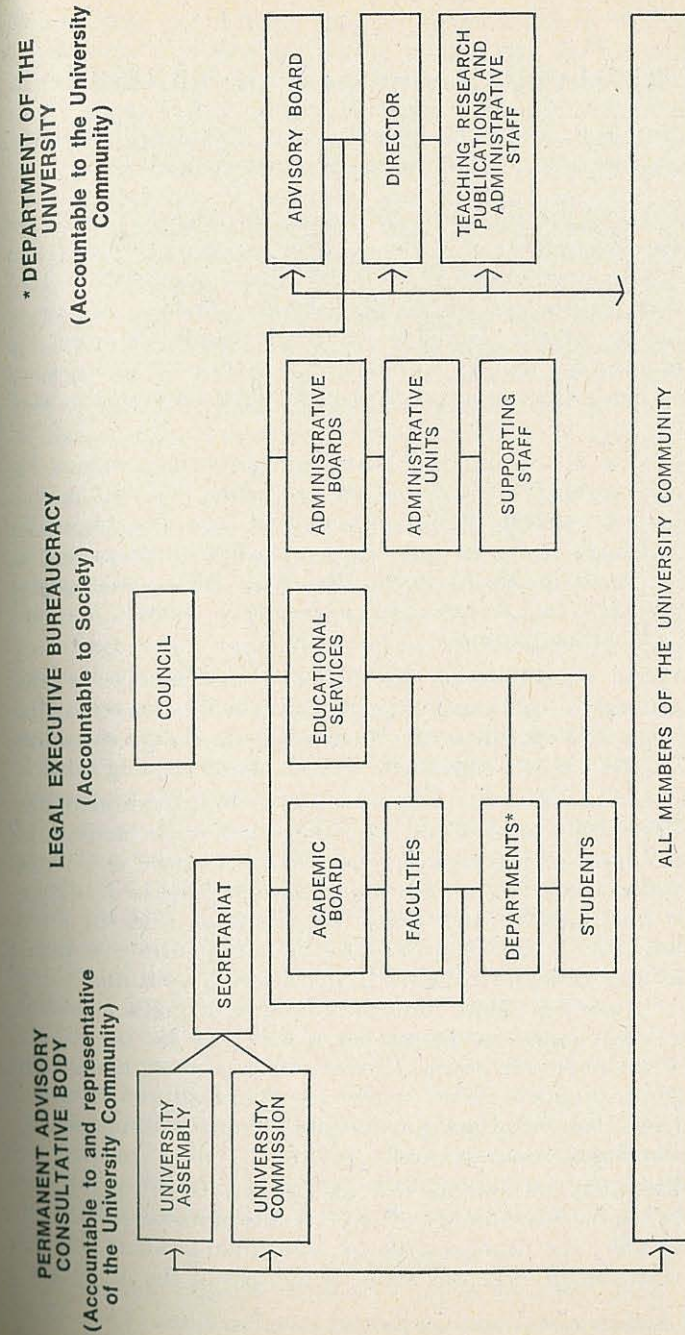 PERMANENT ADVISORY
CONSULTATIVE BODY
(Accountable to and representative
of the University Community)
LEGAL EXECUTIVE BUREAUCRACY
(Accountable to Society)
* DEPARTMENT OF THE
UNIVERSITY
(Accountable to the University
Community)
UNIVERSITY
ASSEMBLY
UNIVERSITY
COMMISSION
SECRETARIAT
COUNCIL
ACADEMIC
BOARD
FACULTIES
DEPARTMENTS*
STUDENTS
EDUCATIONAL
SERVICES
ADMINISTRATIVE
BOARDS
ADMINISTRATIVE
UNITS
SUPPORTING
STAFF
ADVISORY BOARD
DIRECTOR
TEACHING RESEARCH
PUBLICATIONS AND
ADMINISTRATIVE
STAFF
ALL MEMBERS OF THE UNIVERSITY COMMUNITY